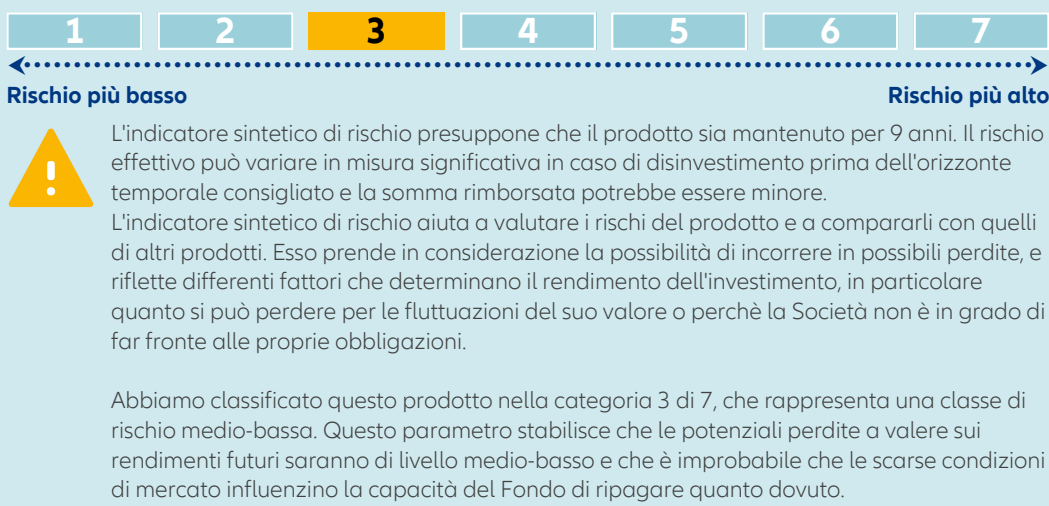 1 2 3 4 5 6 7
Rischio più basso Rischio più alto
L'indicatore sintetico di rischio presuppone che il prodotto sia mantenuto per 9 anni. Il rischio
effettivo può variare in misura significativa in caso di disinvestimento prima dell'orizzonte
temporale consigliato e la somma rimborsata potrebbe essere minore.
L'indicatore sintetico di rischio aiuta a valutare i rischi del prodotto e a compararli con quelli
di altri prodotti. Esso prende in considerazione la possibilità di incorrere in possibili perdite, e
riflette differenti fattori che determinano il rendimento dell'investimento, in particolare
quanto si può perdere per le fluttuazioni del suo valore o perchè la Società non è in grado di
far fronte alle proprie obbligazioni.
Abbiamo classificato questo prodotto nella categoria 3 di 7, che rappresenta una classe di
rischio medio-bassa. Questo parametro stabilisce che le potenziali perdite a valere sui
rendimenti futuri saranno di livello medio-basso e che è improbabile che le scarse condizioni
di mercato influenzino la capacità del Fondo di ripagare quanto dovuto.